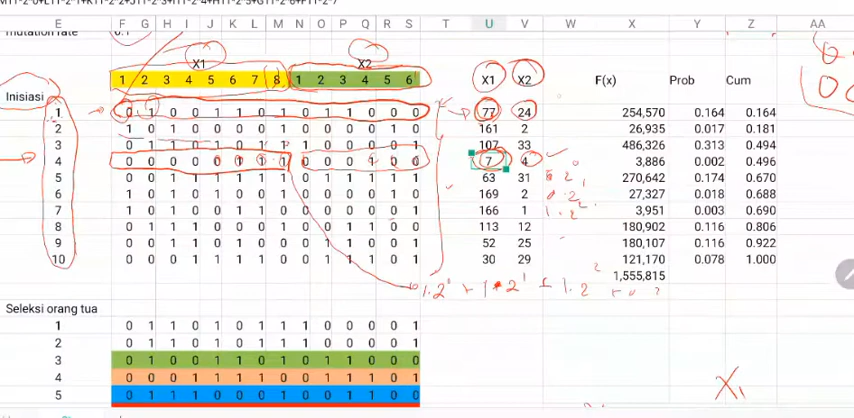 E F G H I J K L M N O P Q R S T U V W X Y Z AA
mutation rate 0.1
X1 X2
1 2 3 4 5 6 7 8 1 2 3 4 5 6 X1 X2 F(x) Prob Cum
Inisiasi
1 0 1 0 0 1 1 0 1 0 1 1 0 0 0 77 24 254,570 0.164 0.164
2 1 0 1 0 0 0 0 1 0 0 0 0 1 0 161 2 26,935 0.017 0.181
3 0 1 1 0 1 0 1 1 1 0 0 0 0 1 107 33 486,326 0.313 0.494
4 0 0 0 0 0 1 1 1 0 0 0 1 0 0 7 4 3,886 0.002 0.496
5 0 0 1 1 1 1 1 1 0 1 1 1 1 1 63 31 270,642 0.174 0.670
6 1 0 1 0 1 0 0 1 0 0 0 0 1 0 169 2 27,327 0.018 0.688
7 1 0 1 0 0 1 1 0 0 0 0 0 0 1 166 1 3,951 0.003 0.690
8 0 1 1 1 0 0 0 1 0 0 1 1 0 0 113 12 180,902 0.116 0.806
9 0 0 1 1 0 1 0 0 0 1 1 0 0 1 52 25 180,107 0.116 0.922
10 0 0 0 1 1 1 1 0 0 1 1 1 0 1 30 29 121,170 0.078 1.000
1,555,815
Seleksi orang tua
1 0 1 1 0 1 0 1 1 1 0 0 0 0 1
2 0 1 1 0 1 0 1 1 1 0 0 0 0 1
3 0 1 0 0 1 1 0 1 0 1 1 0 0 0
4 0 0 0 1 1 1 1 0 0 1 1 1 0 1
5 0 1 1 1 0 0 0 1 0 0 1 1 0 0
X1